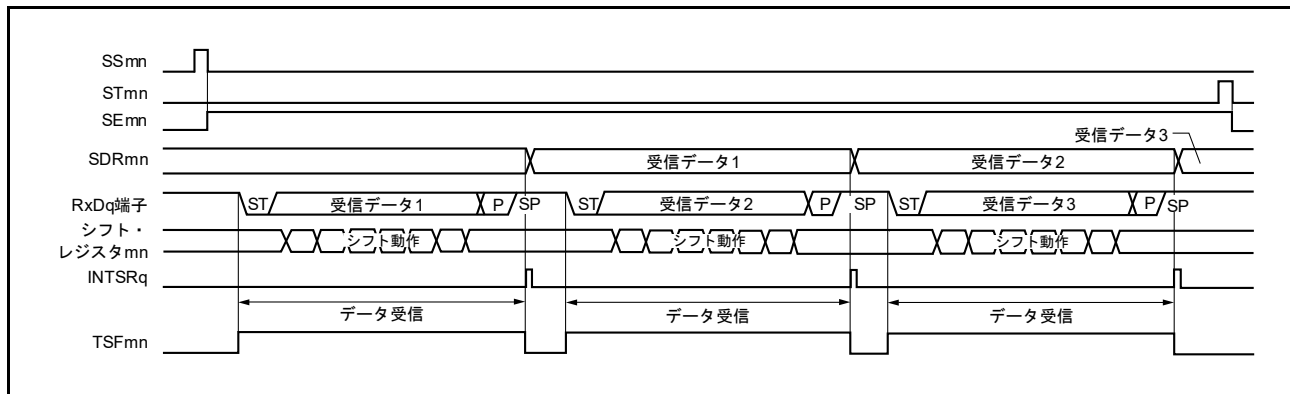 SSmn
STmn
SEmn
受信データ3
SDRmn 受信データ1 受信データ2
RxDq端子 ST 受信データ1 P SP ST 受信データ2 P SP ST 受信データ3 P SP
シフト・
レジスタmn シフト動作 シフト動作 シフト動作
INTSRq
データ受信 データ受信 データ受信
TSFmn